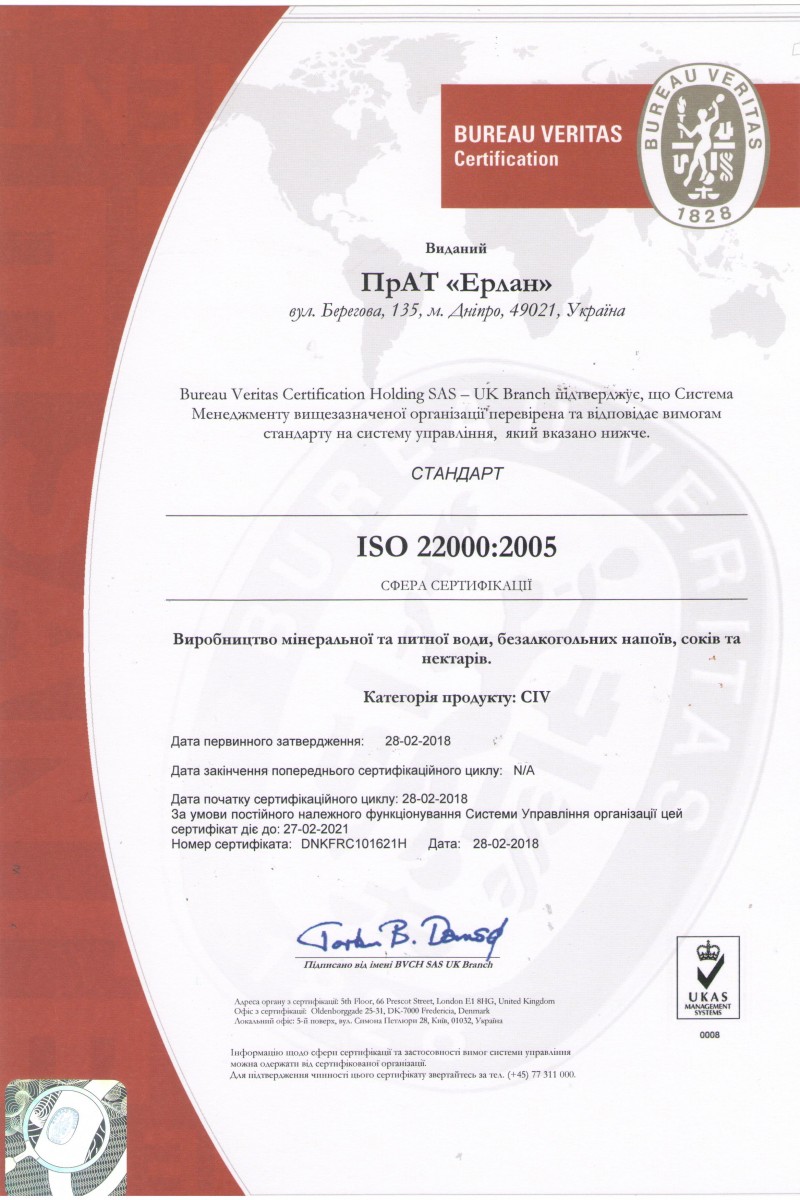 BUREAU VERITAS
Certification
BUREAU VERITAS
1828
Виданий
ПрАТ «Ерлан»
вул. Берегова, 135, м. Дніпро, 49021, Україна
Bureau Veritas Certification Holding SAS – UK Branch підтверджує, що Система
Менеджменту вищезазначеної організації перевірена та відповідає вимогам
стандарту на систему управління, який вказано нижче.
СТАНДАРТ
ISO 22000:2005
СФЕРА СЕРТИФІКАЦІЇ
Виробництво мінеральної та питної води, безалкогольних напоїв, соків та
нектарів.
Категорія продукту: CIV
Дата первинного затвердження: 28-02-2018
Дата закінчення попереднього сертифікаційного циклу: N/A
Дата початку сертифікаційного циклу: 28-02-2018
За умови постійного належного функціонування Системи Управління організації цей
сертифікат діє до: 27-02-2021
Номер сертифіката: DNKFRC101621H Дата: 28-02-2018
Підписано від імені BVCH SAS UK Branch
Адреса органу з сертифікації: 5th Floor, 66 Prescot Street, London E1 8HG, United Kingdom
Офіс з сертифікації: Oldenborggade 25-31, DK-7000 Fredericia, Denmark
Локальний офіс: 5-й поверх, вул. Симона Петлюри 28, Київ, 01032, Україна
Інформацію щодо сфери сертифікації та застосовності вимог системи управління
можна одержати від сертифікованої організації.
Для підтвердження чинності цього сертифікату звертайтесь за тел. (+45) 77 311 000.
UKAS
MANAGEMENT
SYSTEMS
0008